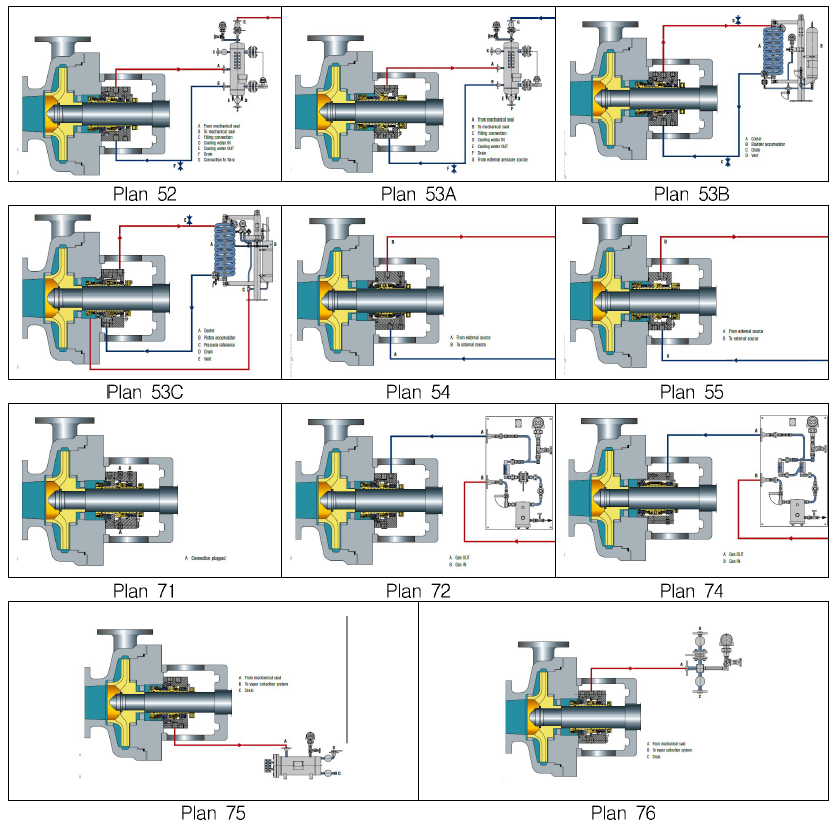 G
E
C
A
B
E D
F
A From mechanical seal
B To mechanical seal
C Filling connection
D Cooling water IN
E Cooling water OUT
F Drain
G Connection to flare
Plan 52
G
E
C
A
B
E D
F
A From mechanical seal
B To mechanical seal
C Filling connection
D Cooling water IN
E Cooling water OUT
F Drain
G From external pressure source
Plan 53A
D
A
B
C
A Cooler
B Bladder accumulator
C Drain
D Vent
Plan 53B
C
A
B
C
A Cooler
B Piston accumulator
C Pressure reference
D Drain
E Vent
Plan 53C
B
A
A From external source
B To external source
Plan 54
B
A
A From external source
B To external source
Plan 55
A A
A
A Connection plugged
Plan 71
A
B
A Gas OUT
B Gas IN
Plan 72
A
B
A Gas OUT
B Gas IN
Plan 74
A From mechanical seal
B To vapor collection system
C Drain
A
B
C
Plan 75
B
A
C
A From mechanical seal
B To vapor collection system
C Drain
Plan 76